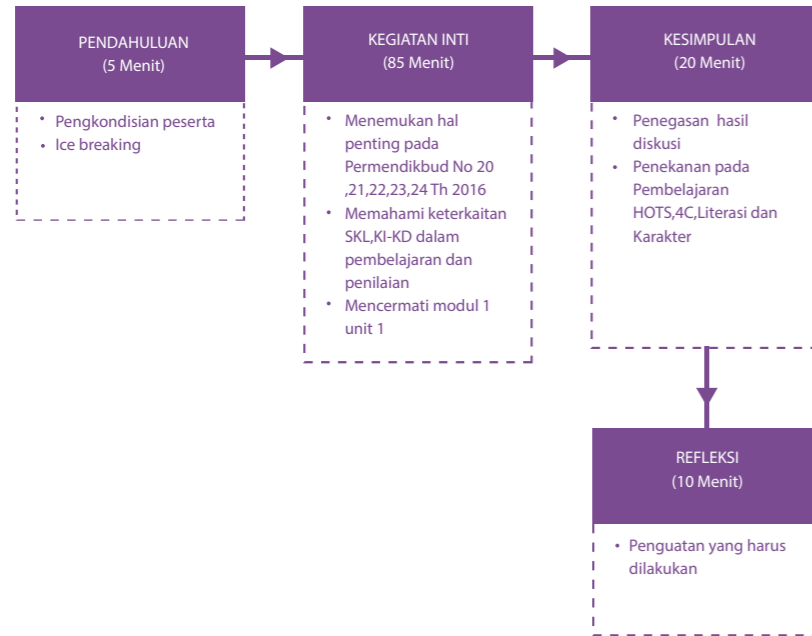 PENDAHULUAN
(5 Menit)
• Pengkondisian peserta
• Ice breaking
KEGIATAN INTI
(85 Menit)
• Menemukan hal
penting pada
Permendikbud No 20
,21,22,23,24 Th 2016
• Memahami keterkaitan
SKL,KI-KD dalam
pembelajaran dan
penilaian
• Mencermati modul 1
unit 1
KESIMPULAN
(20 Menit)
• Penegasan hasil
diskusi
• Penekanan pada
Pembelajaran
HOTS,4C,Literasi dan
Karakter
REFLEKSI
(10 Menit)
• Penguatan yang harus
dilakukan